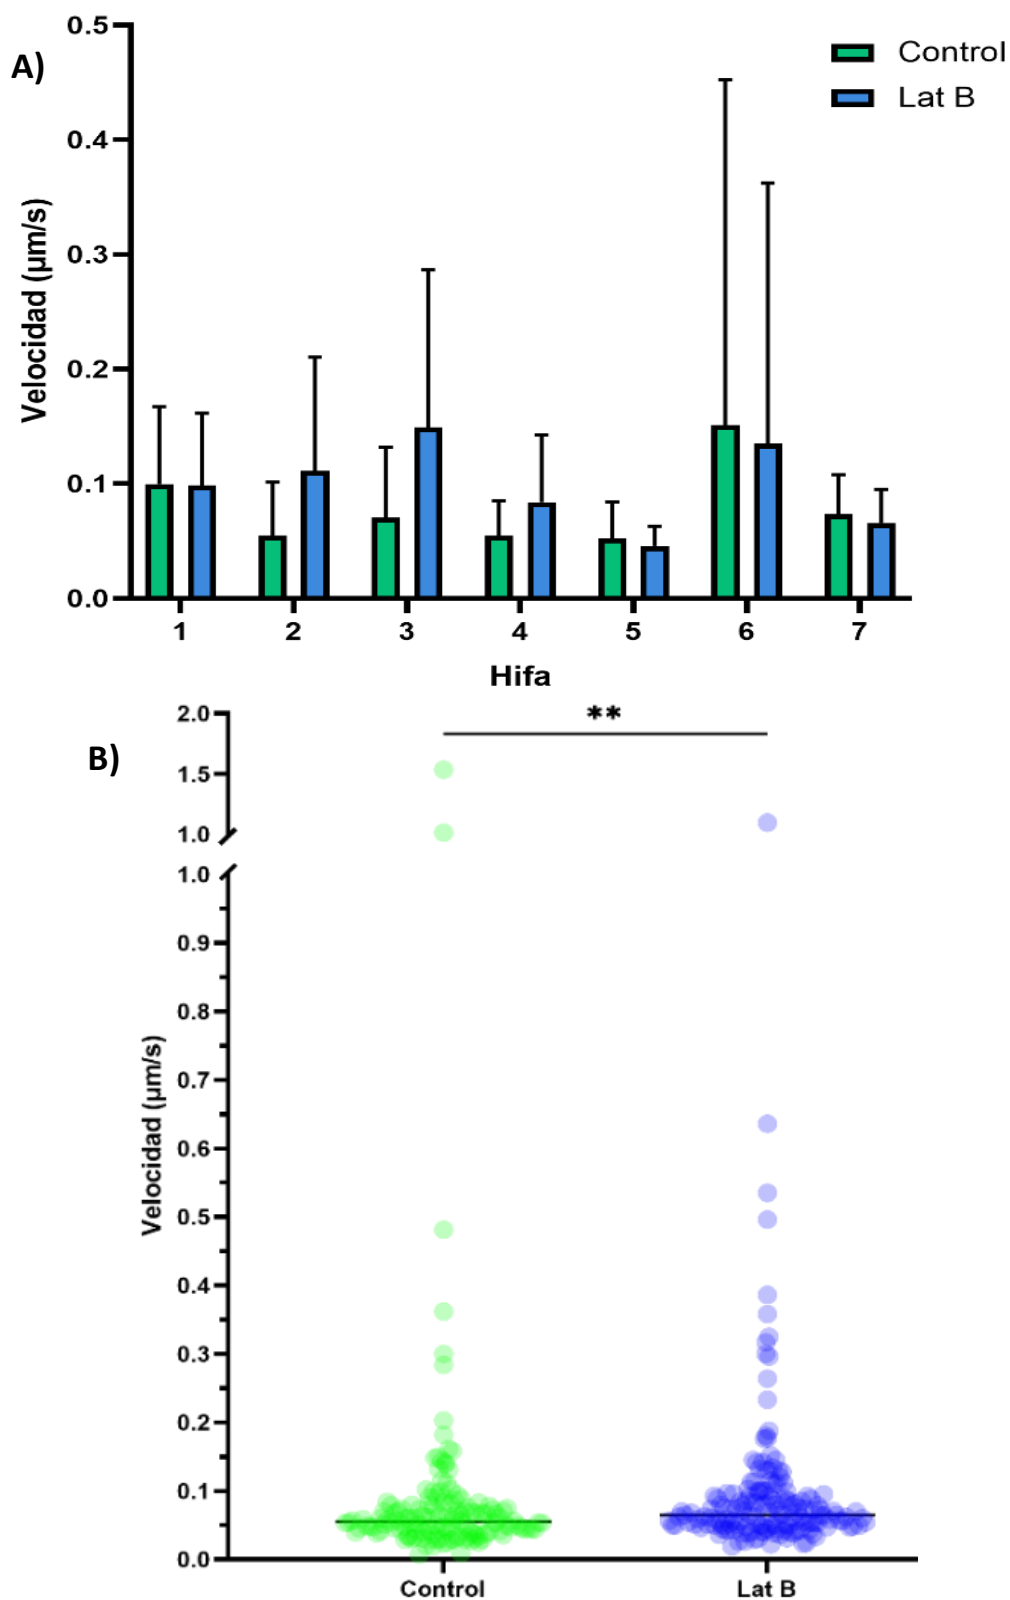 A)
Control
Lat B
Velocidad (μm/s)
0.5
0.4
0.3
0.2
0.1
0.0
1 2 3 4 5 6 7
Hifa
B)
**
Velocidad (μm/s)
2.0
1.5
1.0
1.0
0.9
0.8
0.7
0.6
0.5
0.4
0.3
0.2
0.1
0.0
Control Lat B